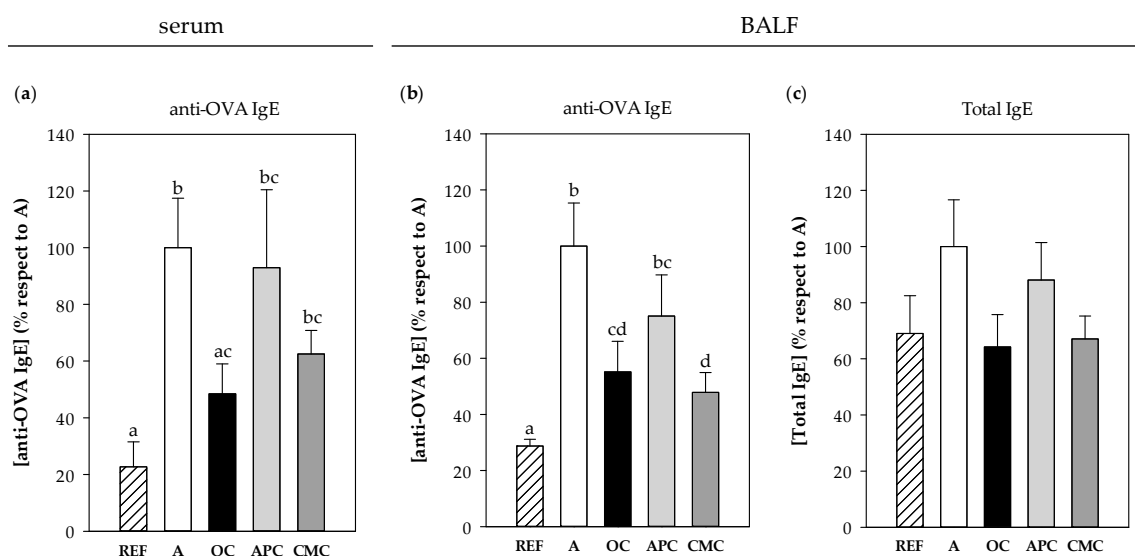 serum
BALF
(a)
anti-OVA IgE
[anti-OVA IgE] (% respect to A)
140
120
100
80
60
40
20
0
a
b
ac
bc
bc
REF A OC APC CMC
(b)
anti-OVA IgE
[anti-OVA IgE] (% respect to A)
140
120
100
80
60
40
20
0
a
b
cd
bc
d
REF A OC APC CMC
(c)
Total IgE
[Total IgE] (% respect to A)
140
120
100
80
60
40
20
0
REF A OC APC CMC